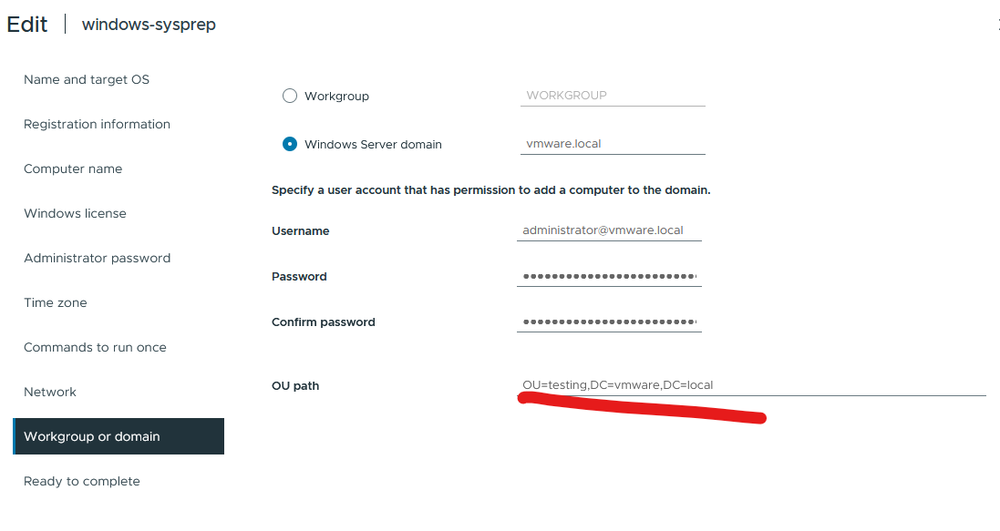 Edit | windows-sysprep
Name and target OS
Registration information
Computer name
Windows license
Administrator password
Time zone
Commands to run once
Network
Workgroup or domain
Ready to complete
Workgroup WORKGROUP
Windows Server domain vmware.local
Specify a user account that has permission to add a computer to the domain.
Username administrator@vmware.local
Password
Confirm password
OU path OU=testing,DC=vmware,DC=local